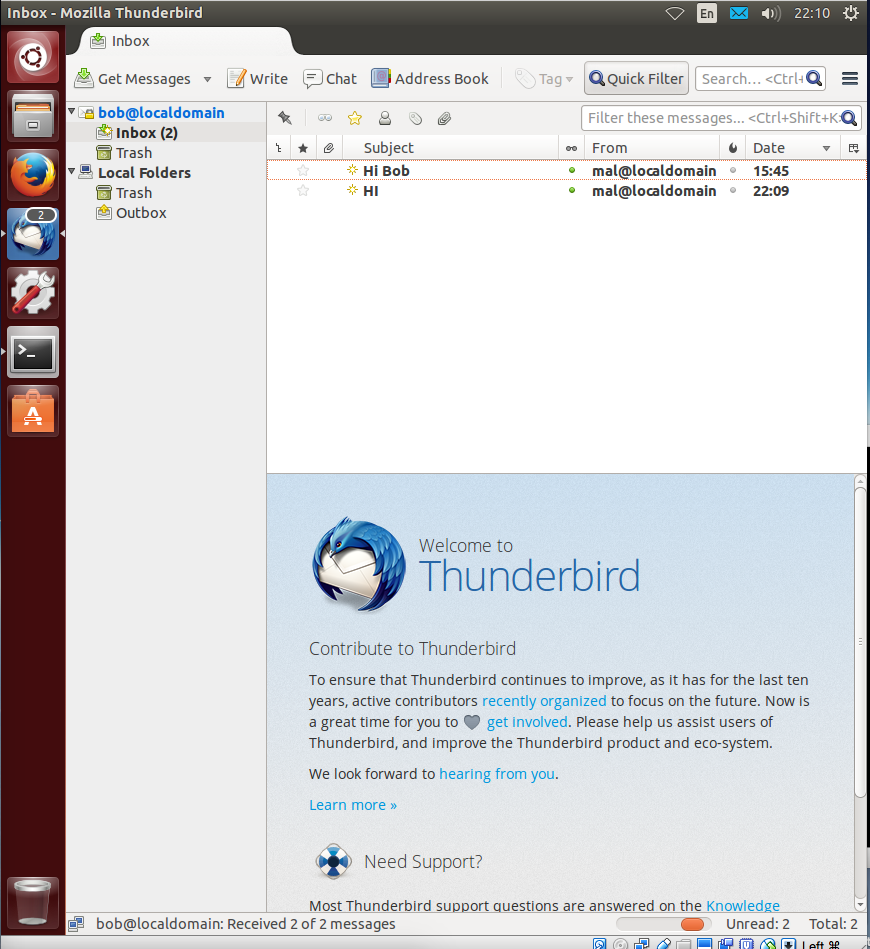 Inbox - Mozilla Thunderbird
En
22:10
Inbox
Get Messages
Write
Chat
Address Book
Tag
Quick Filter
Search... <Ctrl+
bob@localdomain
Inbox (2)
Trash
Local Folders
Trash
Outbox
2
Filter these messages... <Ctrl+Shift+K>
Subject
From
Date
Hi Bob
mal@localdomain
15:45
HI
mal@localdomain
22:09
Welcome to
Thunderbird
Contribute to Thunderbird
To ensure that Thunderbird continues to improve, as it has for the last ten
years, active contributors recently organized to focus on the future. Now is
a great time for you to get involved. Please help us assist users of
Thunderbird, and improve the Thunderbird product and eco-system.
We look forward to hearing from you.
Learn more »
Need Support?
Most Thunderbird support questions are answered on the Knowledge
bob@localdomain: Received 2 of 2 messages
Unread: 2
Total: 2
Left ⌘